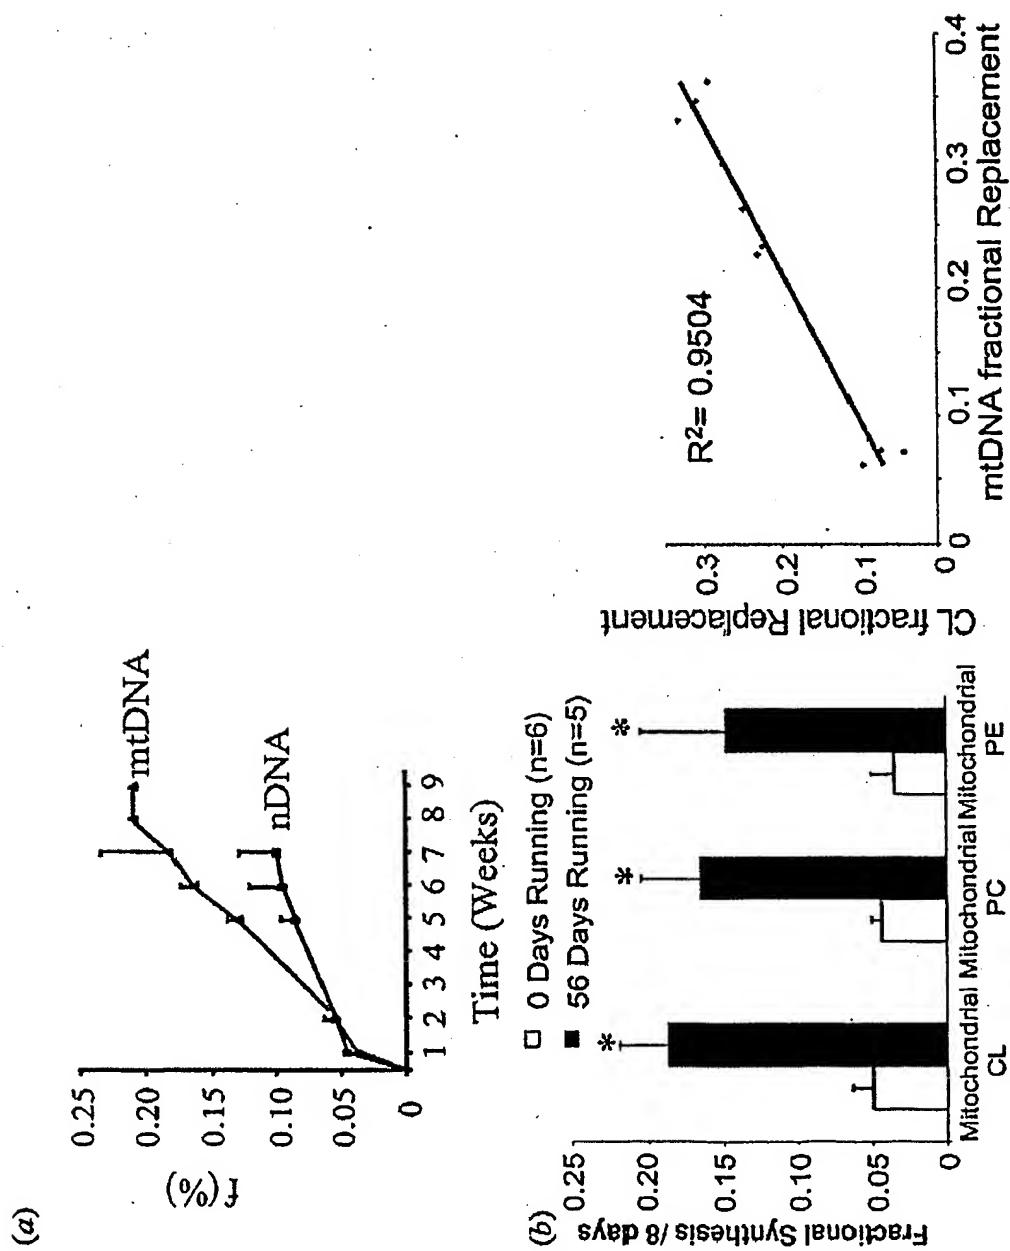 (a)
f (%)
0.25
0.20
0.15
0.10
0.05
0
1 2 3 4 5 6 7 8 9
Time (Weeks)
mtDNA
nDNA
(b)
Fractional Synthesis /8 days
0.25
0.20
0.15
0.10
0.05
0
0 Days Running (n=6)
56 Days Running (n=5)
* * *
Mitochondrial Mitochondrial Mitochondrial
CL PC PE
CL fractional Replacement
0.3
0.2
0.1
0
R²= 0.9504
0 0.1 0.2 0.3 0.4
mtDNA fractional Replacement